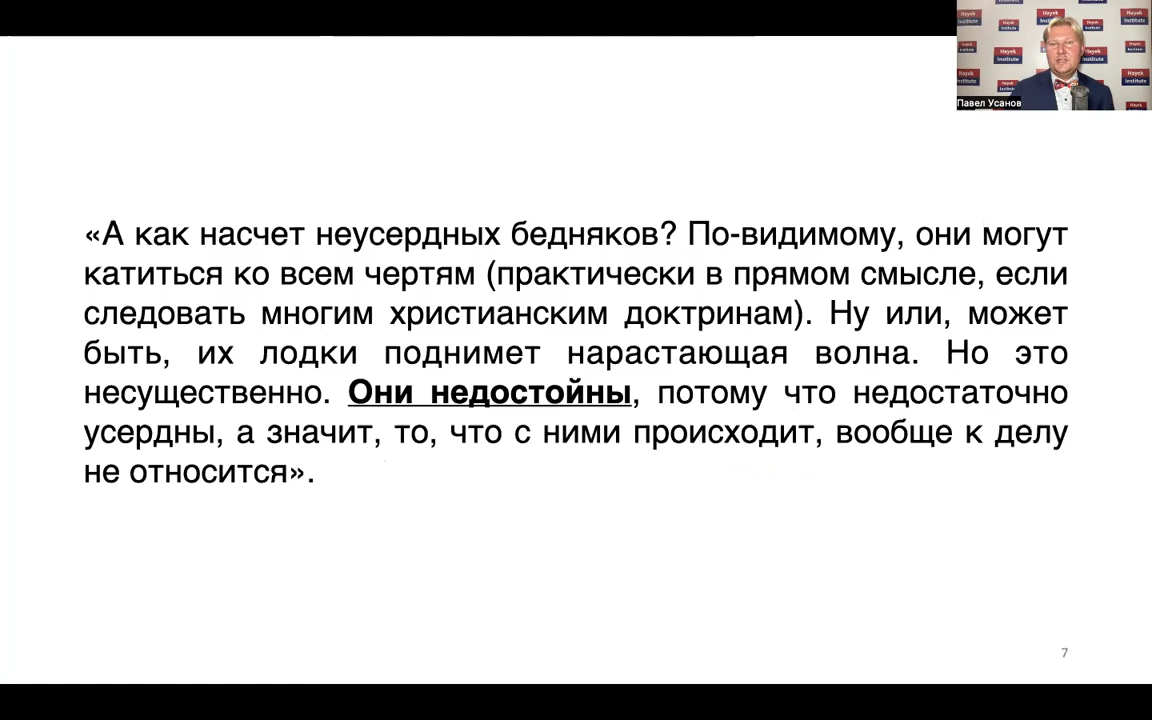 Hayek Institute
Павел Усанов
«А как насчет неусердных бедняков? По-видимому, они могут
катиться ко всем чертям (практически в прямом смысле, если
следовать многим христианским доктринам). Ну или, может
быть, их лодки поднимет нарастающая волна. Но это
несущественно. Они недостойны, потому что недостаточно
усердны, а значит, то, что с ними происходит, вообще к делу
не относится».
7